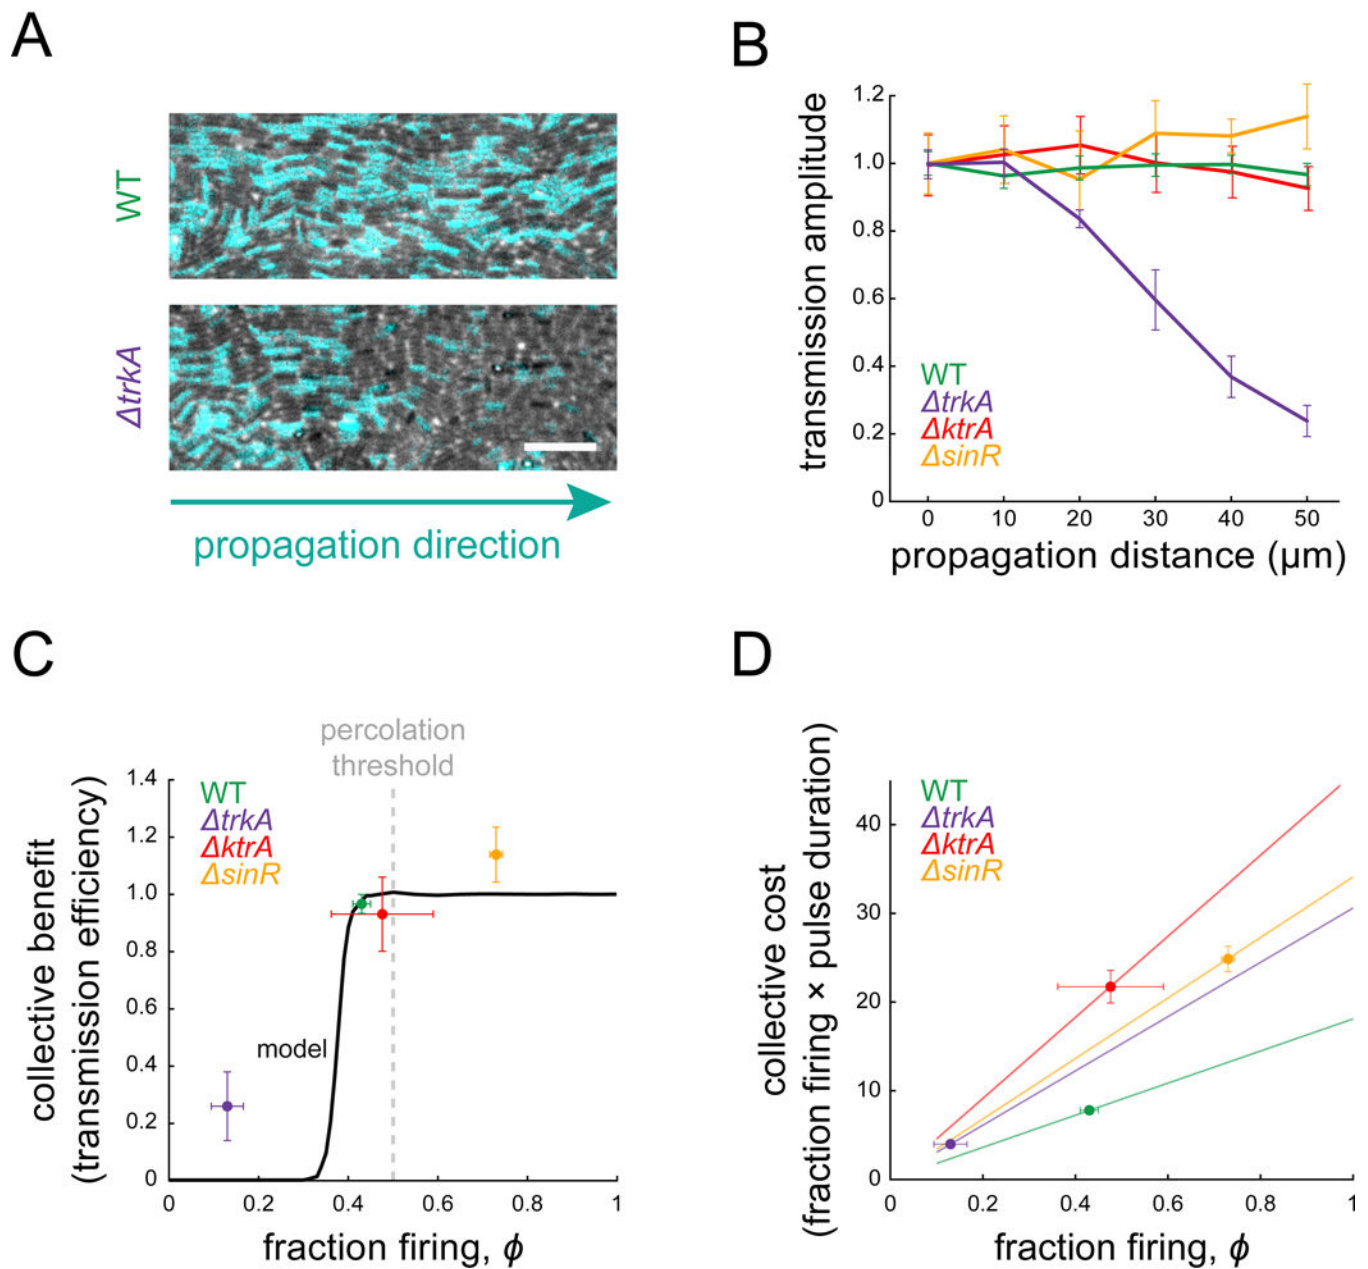 A
WT
ΔtrkA
propagation direction
B
transmission amplitude
1.2
1.0
0.8
0.6
0.4
0.2
0
WT
ΔtrkA
ΔktrA
ΔsinR
0 10 20 30 40 50
propagation distance (µm)
C
percolation
threshold
collective benefit
(transmission efficiency)
1.4
1.2
1.0
0.8
0.6
0.4
0.2
0
WT
ΔtrkA
ΔktrA
ΔsinR
model
0 0.2 0.4 0.6 0.8 1
fraction firing, ϕ
D
collective cost
(fraction firing × pulse duration)
40
30
20
10
0
WT
ΔtrkA
ΔktrA
ΔsinR
0 0.2 0.4 0.6 0.8 1
fraction firing, ϕ